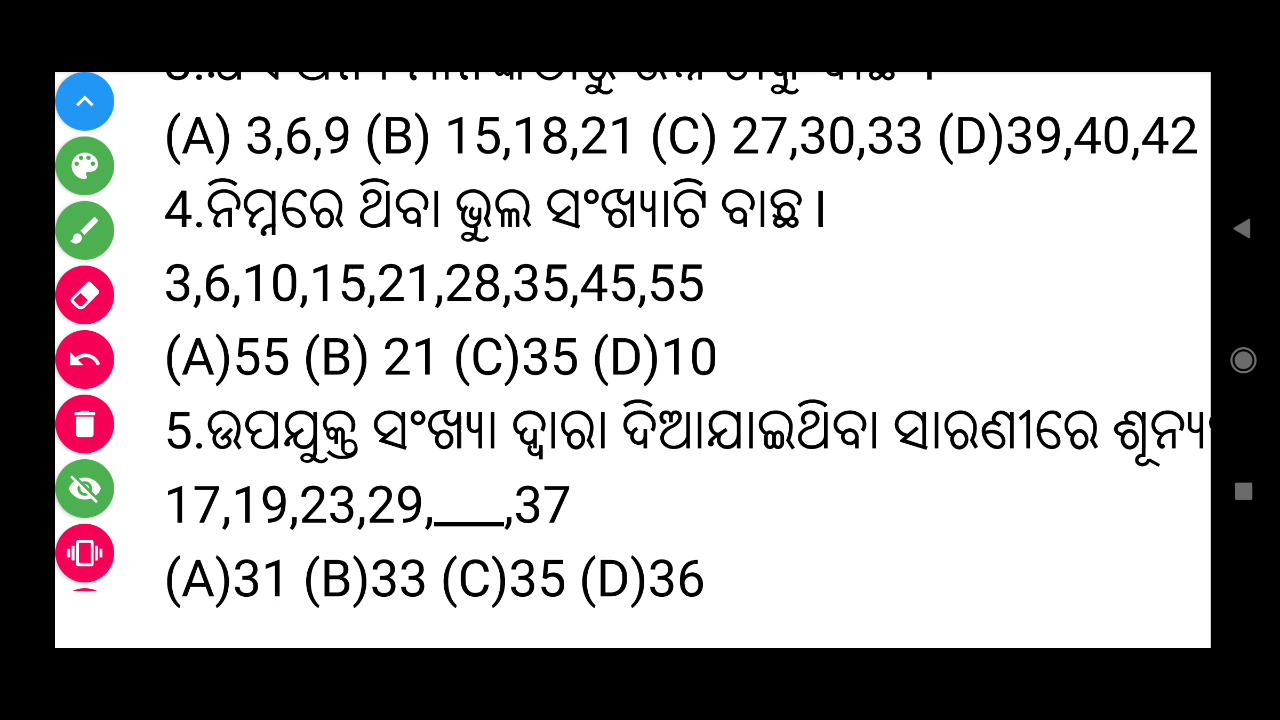 (A) 3,6,9 (B) 15,18,21 (C) 27,30,33 (D)39,40,42
4.ନିମ୍ନରେ ଥିବା ଭୁଲ ସଂଖ୍ୟାଟି ବାଛ ।
3,6,10,15,21,28,35,45,55
(A)55 (B) 21 (C)35 (D)10
5.ଉପଯୁକ୍ତ ସଂଖ୍ୟା ଦ୍ଵାରା ଦିଆଯାଇଥିବା ସାରଣୀରେ
17,19,23,29,___,37
(A)31 (B)33 (C)35 (D)36